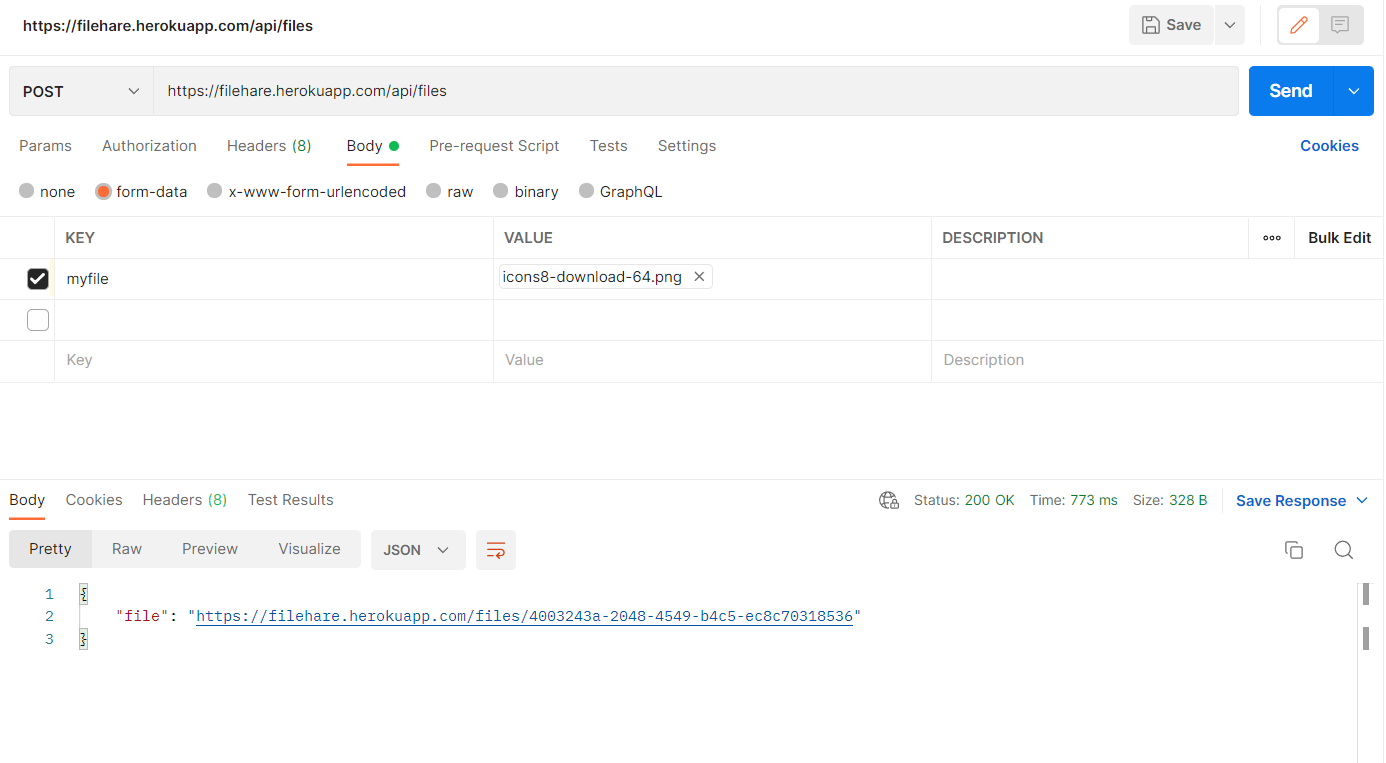 https://filehare.herokuapp.com/api/files
Save
POST
https://filehare.herokuapp.com/api/files
Send
Params Authorization Headers (8) Body Pre-request Script Tests Settings Cookies
none form-data x-www-form-urlencoded raw binary GraphQL
KEY VALUE DESCRIPTION Bulk Edit
myfile icons8-download-64.png
Key Value Description
Body Cookies Headers (8) Test Results Status: 200 OK Time: 773 ms Size: 328 B Save Response
Pretty Raw Preview Visualize JSON
1 {
2 "file": "https://filehare.herokuapp.com/files/4003243a-2048-4549-b4c5-ec8c70318536"
3 }